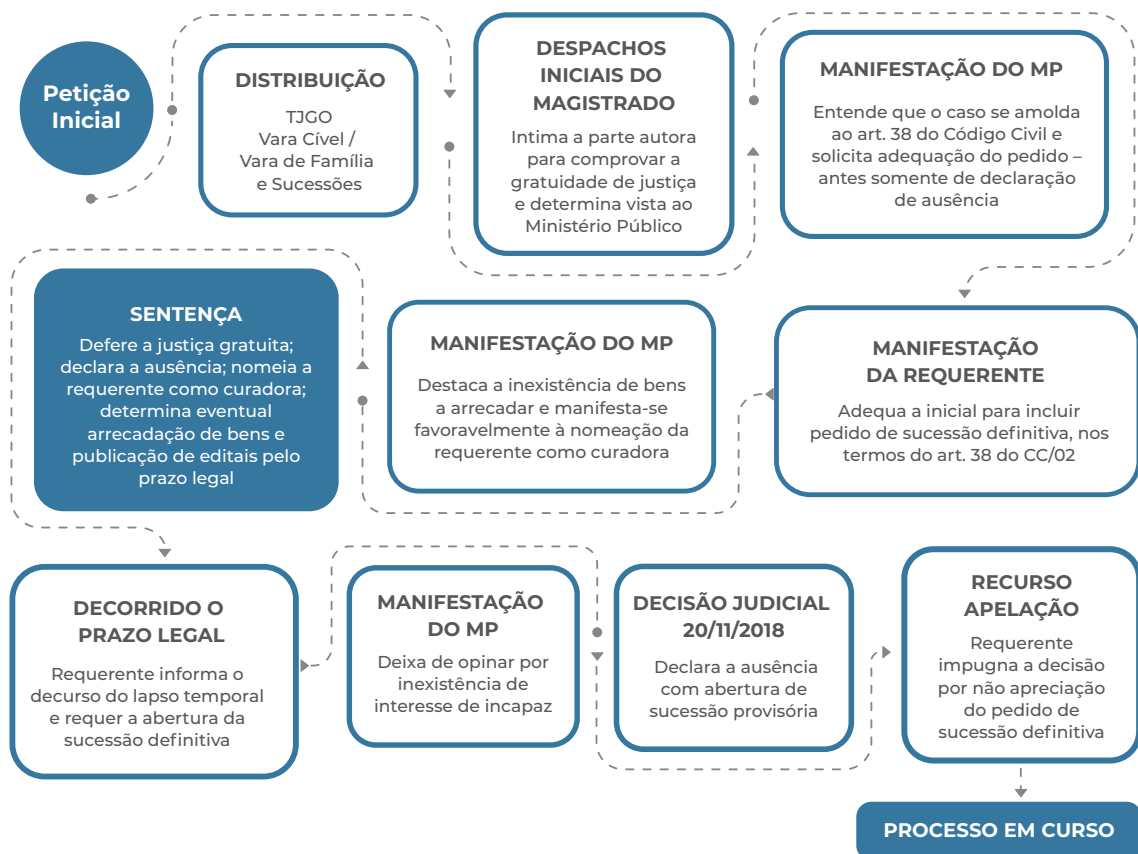 Petição
Inicial
DISTRIBUIÇÃO
TJGO
Vara Cível /
Vara de Família
e Sucessões
DESPACHOS
INICIAIS DO
MAGISTRADO
Intima a parte autora
para comprovar a
gratuidade de justiça
e determina vista ao
Ministério Público
MANIFESTAÇÃO DO MP
Entende que o caso se amolda
ao art. 38 do Código Civil e
solicita adequação do pedido –
antes somente de declaração
de ausência
MANIFESTAÇÃO
DA REQUERENTE
Adequa a inicial para incluir
pedido de sucessão definitiva, nos
termos do art. 38 do CC/02
MANIFESTAÇÃO DO MP
Destaca a inexistência de bens
a arrecadar e manifesta-se
favoravelmente à nomeação da
requerente como curadora
SENTENÇA
Defere a justiça gratuita;
declara a ausência; nomeia a
requerente como curadora;
determina eventual
arrecadação de bens e
publicação de editais pelo
prazo legal
DECORRIDO O
PRAZO LEGAL
Requerente informa o
decurso do lapso temporal
e requer a abertura da
sucessão definitiva
MANIFESTAÇÃO
DO MP
Deixa de opinar por
inexistência de
interesse de incapaz
DECISÃO JUDICIAL
20/11/2018
Declara a ausência
com abertura de
sucessão provisória
RECURSO
APELAÇÃO
Requerente
impugna a decisão
por não apreciação
do pedido de
sucessão definitiva
PROCESSO EM CURSO